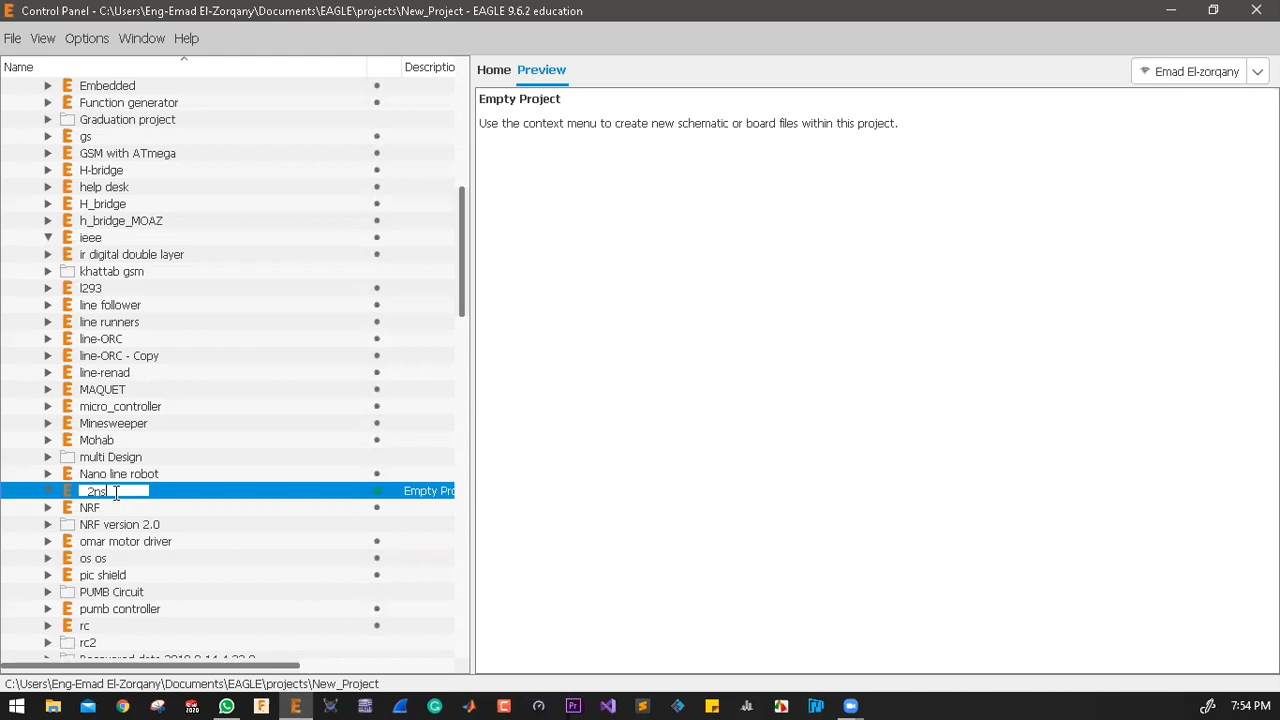 Control Panel - C:\Users\Eng-Emad El-Zorqany\Documents\EAGLE\projects\New_Project - EAGLE 9.6.2 education
File View Options Window Help
Name Descriptio
Home Preview
Emad El-zorqany
Empty Project
Use the context menu to create new schematic or board files within this project.
Embedded
Function generator
Graduation project
gs
GSM with ATmega
H-bridge
help desk
H_bridge
h_bridge_MOAZ
ieee
ir digital double layer
khattab gsm
l293
line follower
line runners
line-ORC
line-ORC - Copy
line-renad
MAQUET
micro_controller
Minesweeper
Mohab
multi Design
Nano line robot
2ns Empty Pro
NRF
NRF version 2.0
omar motor driver
os os
pic shield
PUMB Circuit
pumb controller
rc
rc2
C:\Users\Eng-Emad El-Zorqany\Documents\EAGLE\projects\New_Project
7:54 PM